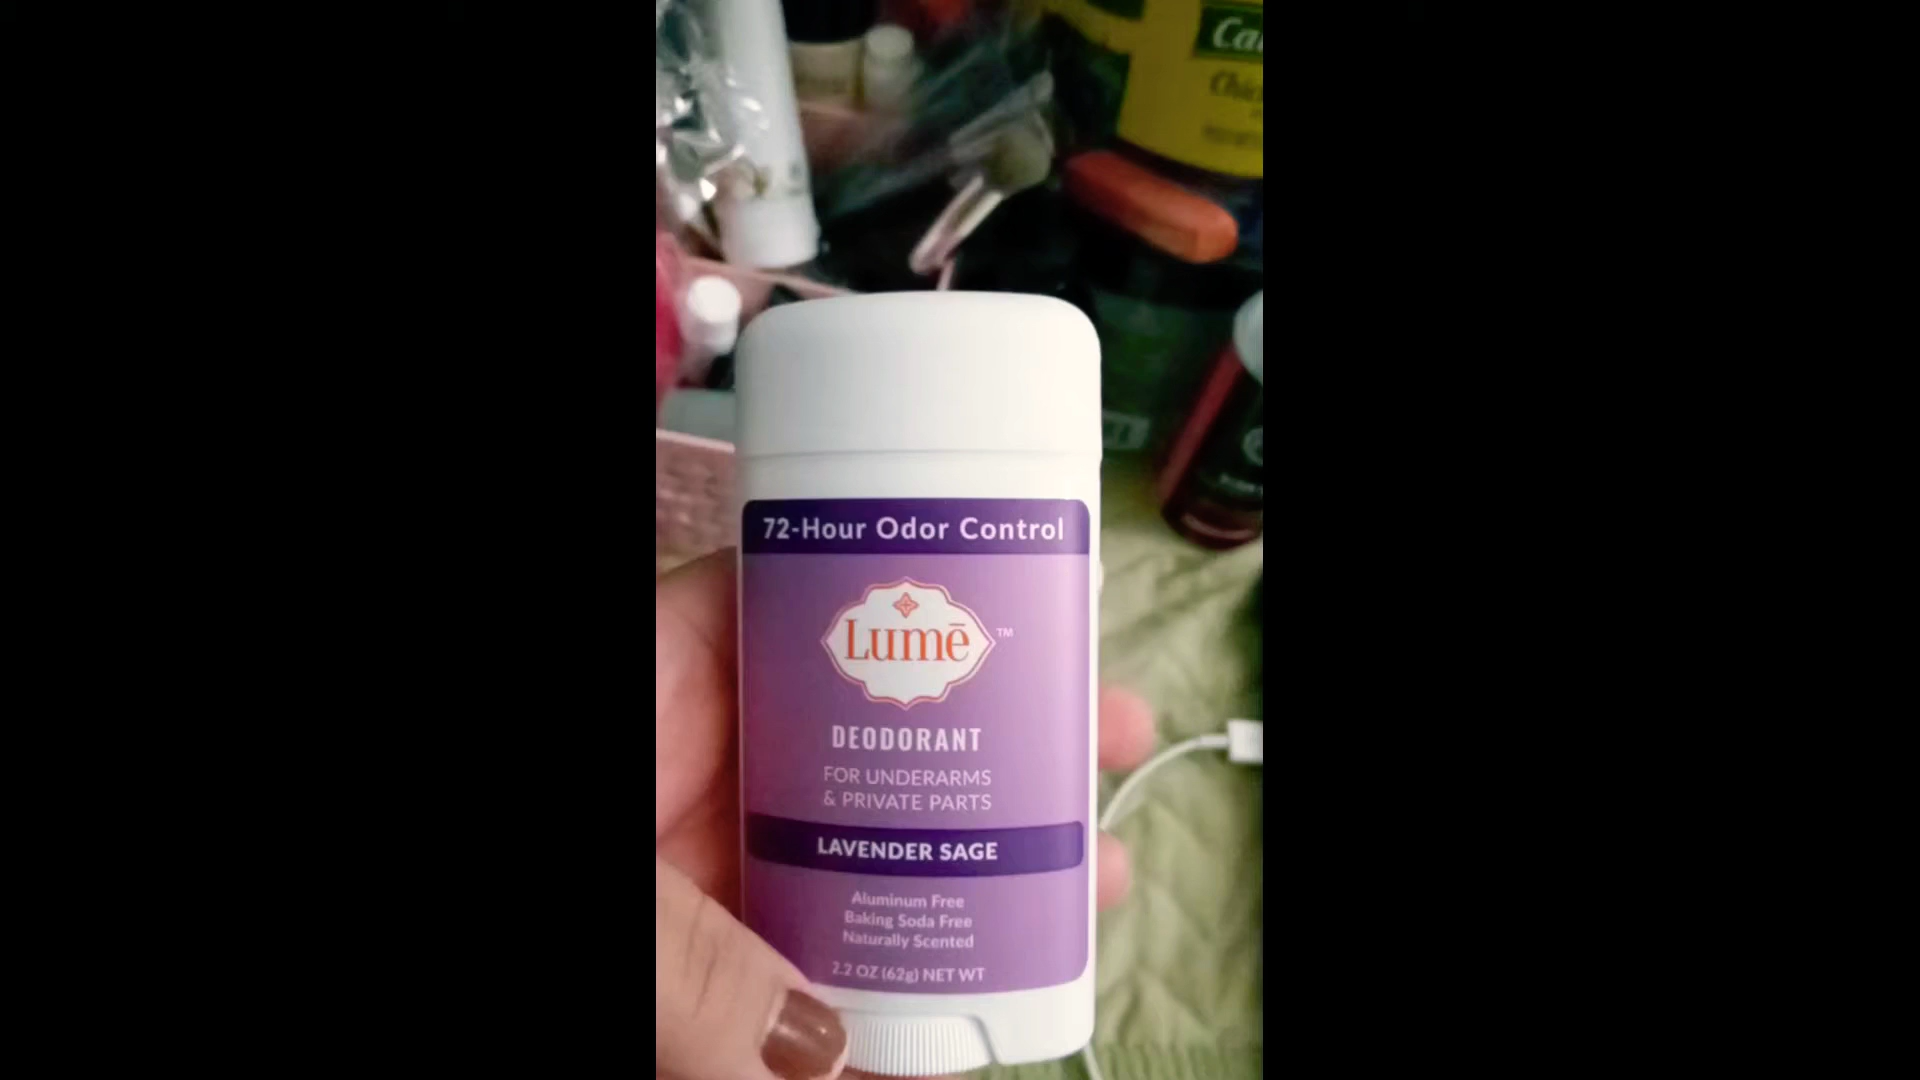 72-Hour Odor Control
Lumē ™
DEODORANT
FOR UNDERARMS
& PRIVATE PARTS
LAVENDER SAGE
Aluminum Free
Baking Soda Free
Naturally Scented
2.2 OZ (62g) NET WT